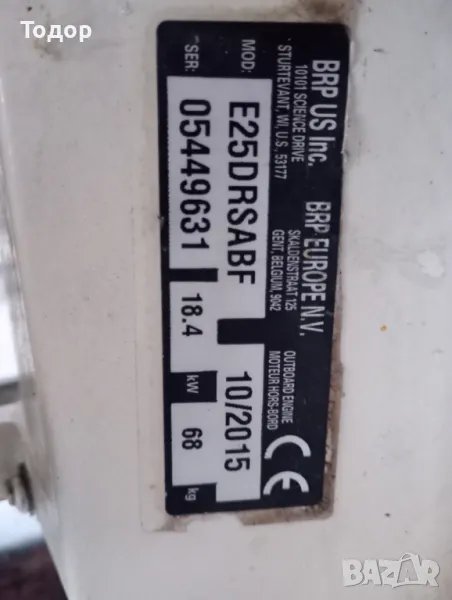 Тодор
BRP US Inc.
10101 SCIENCE DRIVE
STURTEVANT, WI, U.S., 53177
BRP EUROPE N.V.
SKALDENSTRAAT 125
GENT, BELGIUM, 9042
OUTBOARD ENGINE
MOTEUR HORS-BORD
CE
MOD: E25DRSABF 10/2015
SER: 05449631 18.4 kW 68 kg
BAZAR